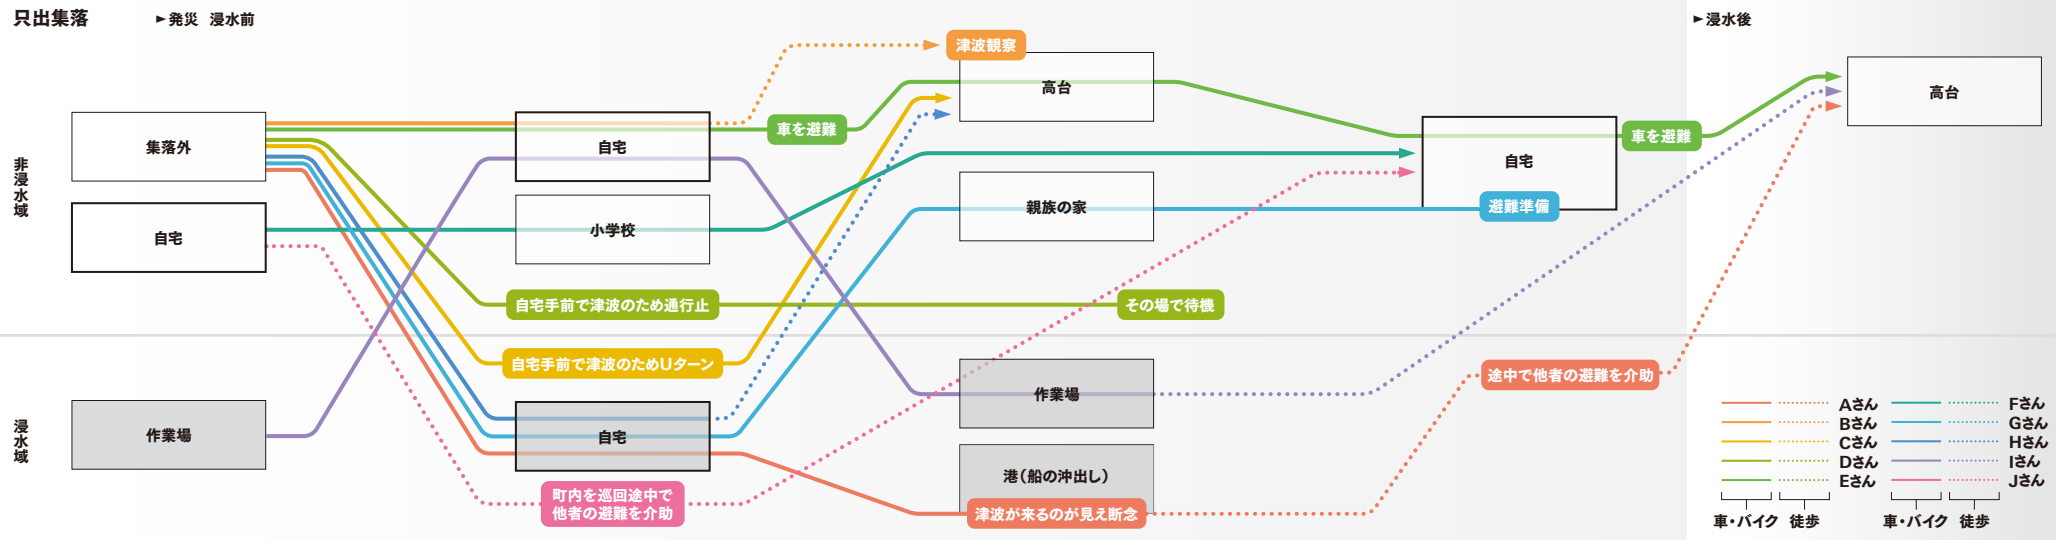 只出集落
►発災 浸水前
►浸水後
非浸水域
浸水域
集落外
自宅
作業場
自宅
小学校
自宅手前で津波のため通行止
自宅手前で津波のためUターン
自宅
町内を巡回途中で
他者の避難を介助
車を避難
津波観察
高台
親族の家
その場で待機
作業場
港（船の沖出し）
津波が来るのが見え断念
自宅
避難準備
車を避難
途中で他者の避難を介助
高台
Aさん
Bさん
Cさん
Dさん
Eさん
車・バイク 徒歩
Fさん
Gさん
Hさん
Iさん
Jさん
車・バイク 徒歩